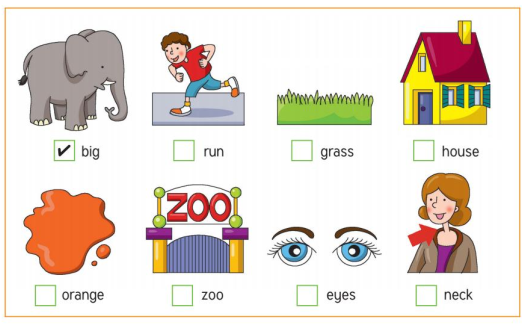 ✔ big
run
grass
house
ZOO
orange
zoo
eyes
neck